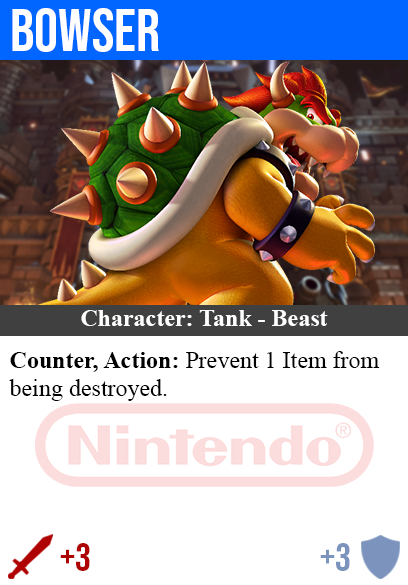 BOWSER
Character: Tank - Beast
Counter, Action: Prevent 1 Item from
being destroyed.
Nintendo®
+3 +3